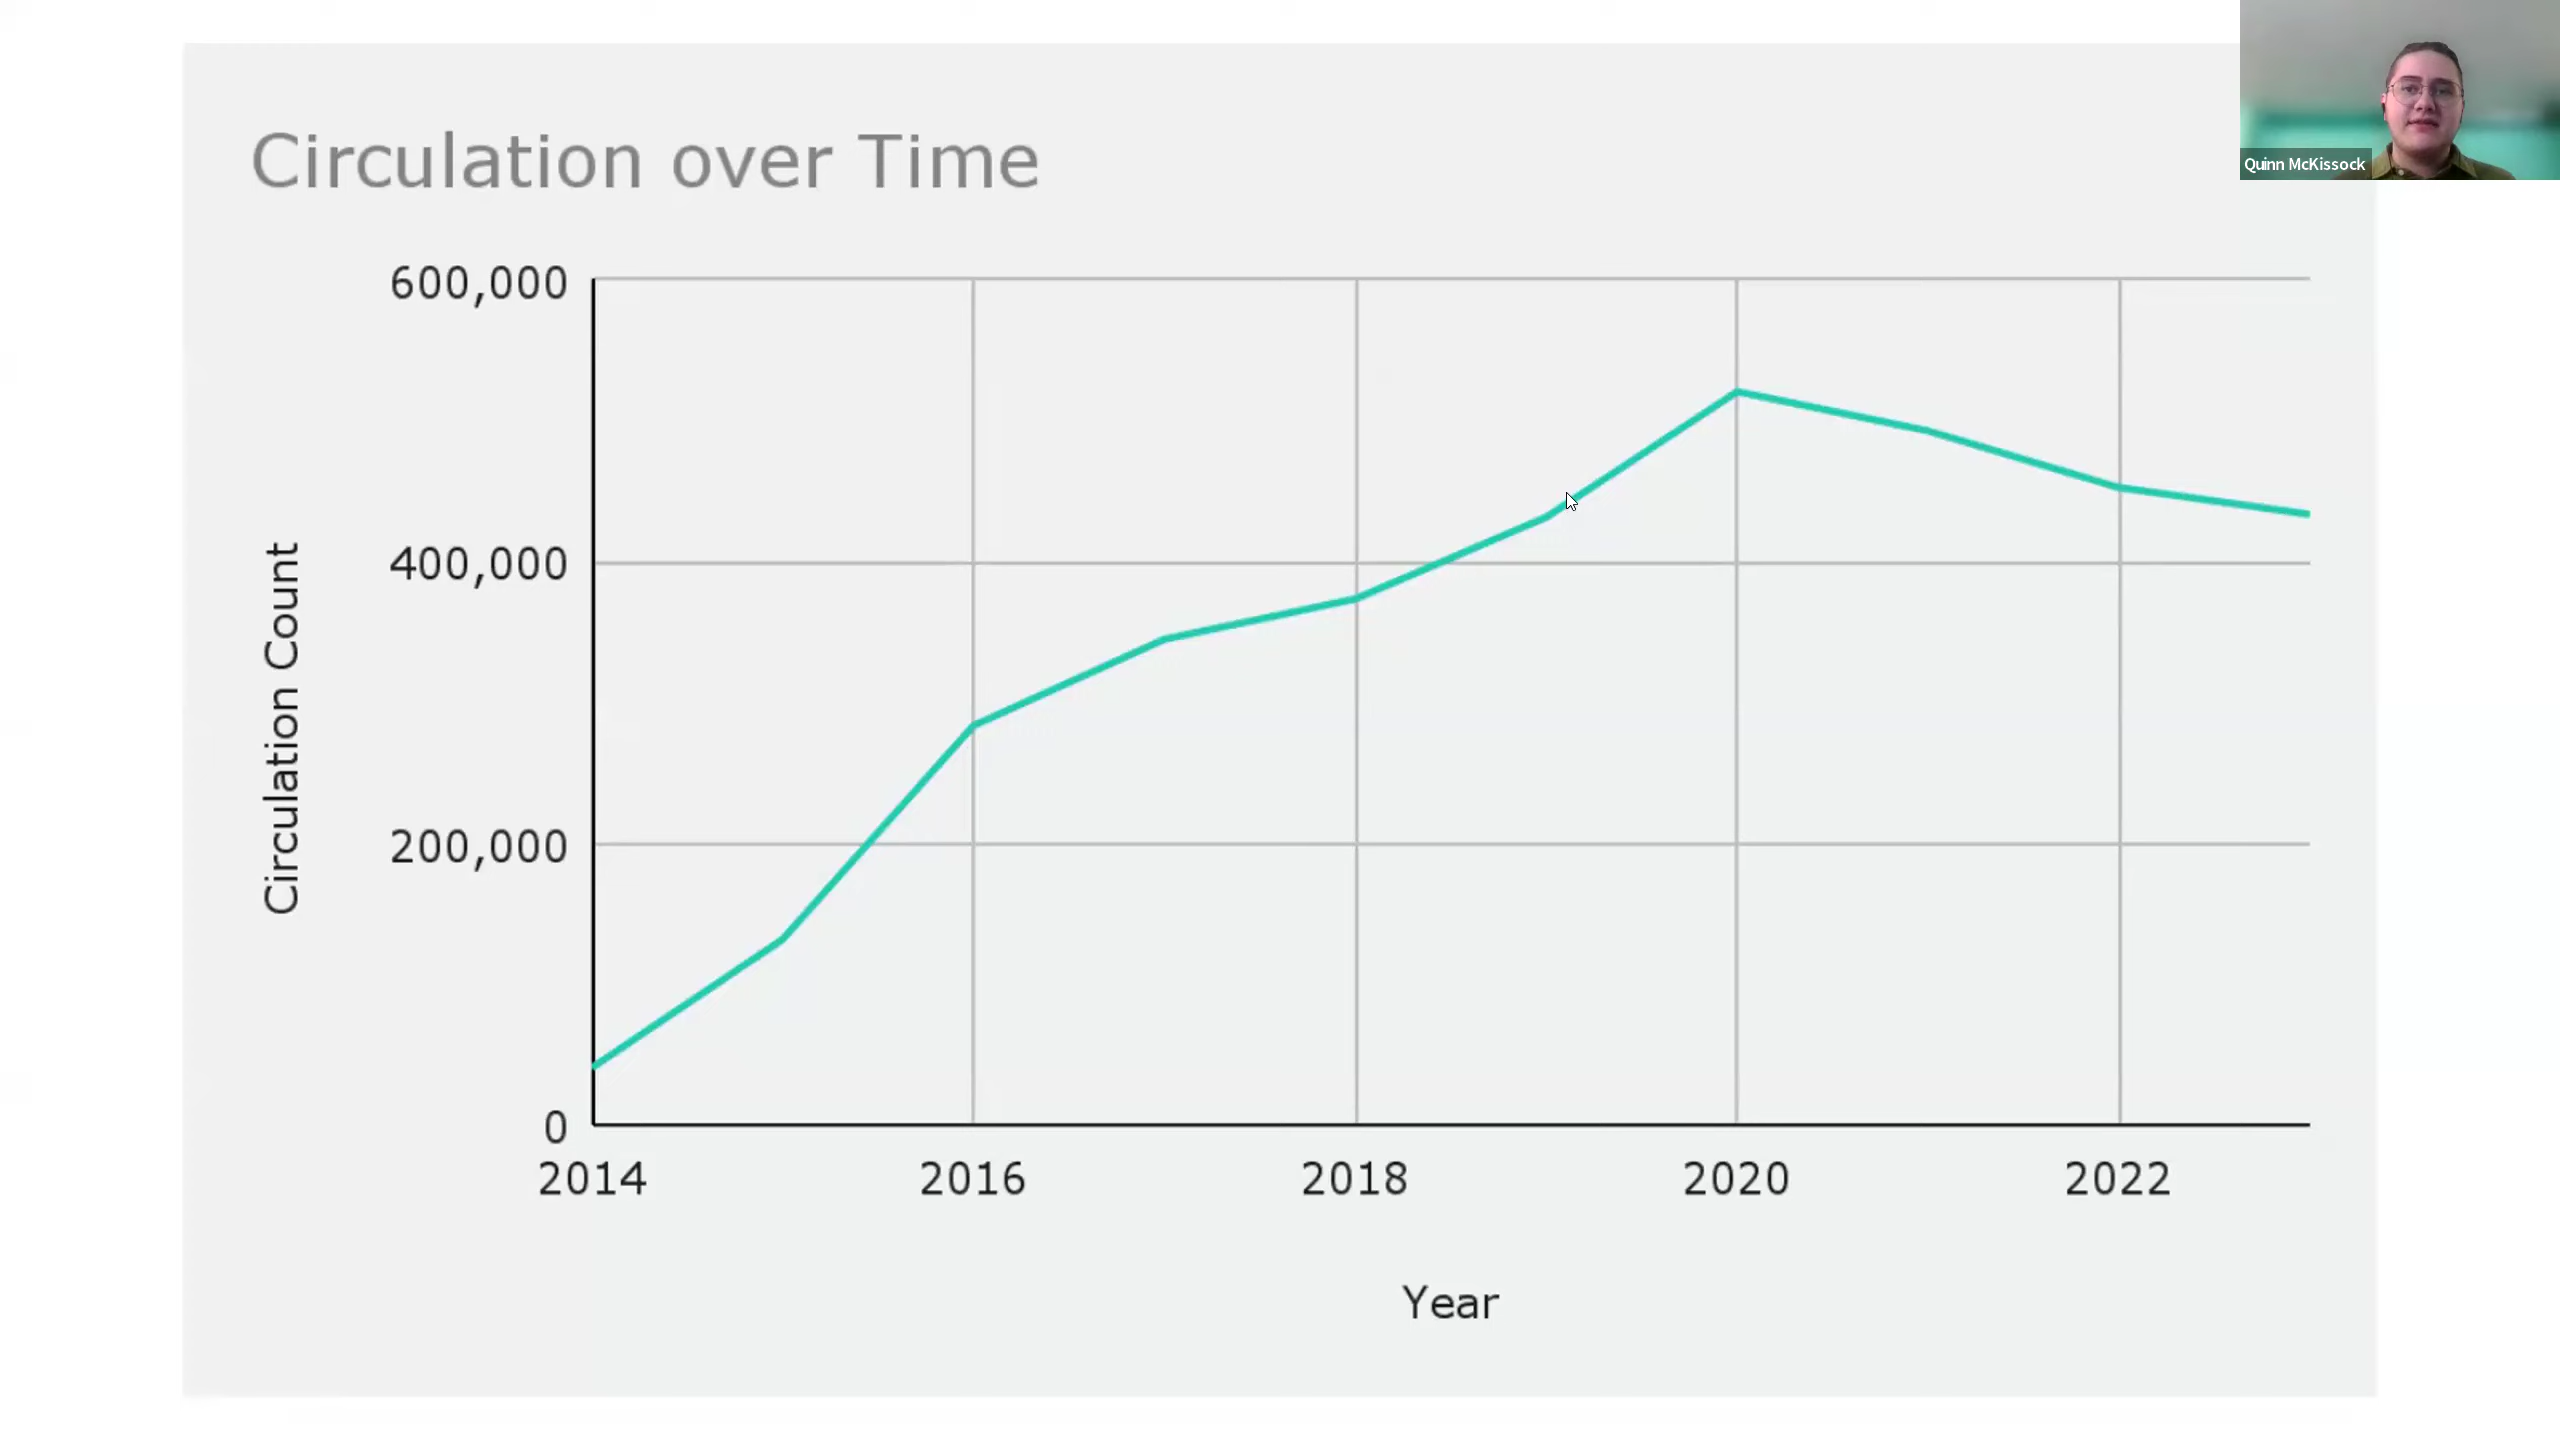 Quinn McKissock
Circulation over Time
600,000
400,000
200,000
0
Circulation Count
2014 2016 2018 2020 2022
Year